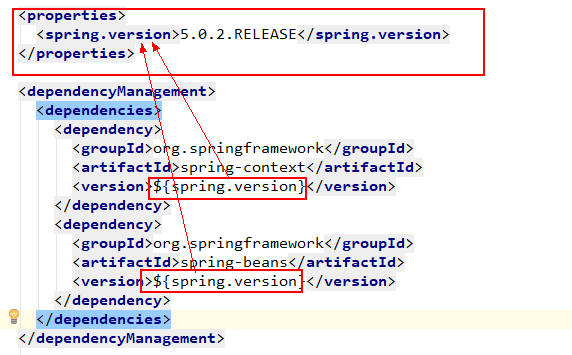 <properties>
<spring.version>5.0.2.RELEASE</spring.version>
</properties>
<dependencyManagement>
<dependencies>
<dependency>
<groupId>org.springframework</groupId>
<artifactId>spring-context</artifactId>
<version>${spring.version}</version>
</dependency>
<dependency>
<groupId>org.springframework</groupId>
<artifactId>spring-beans</artifactId>
<version>${spring.version}</version>
</dependency>
</dependencies>
</dependencyManagement>